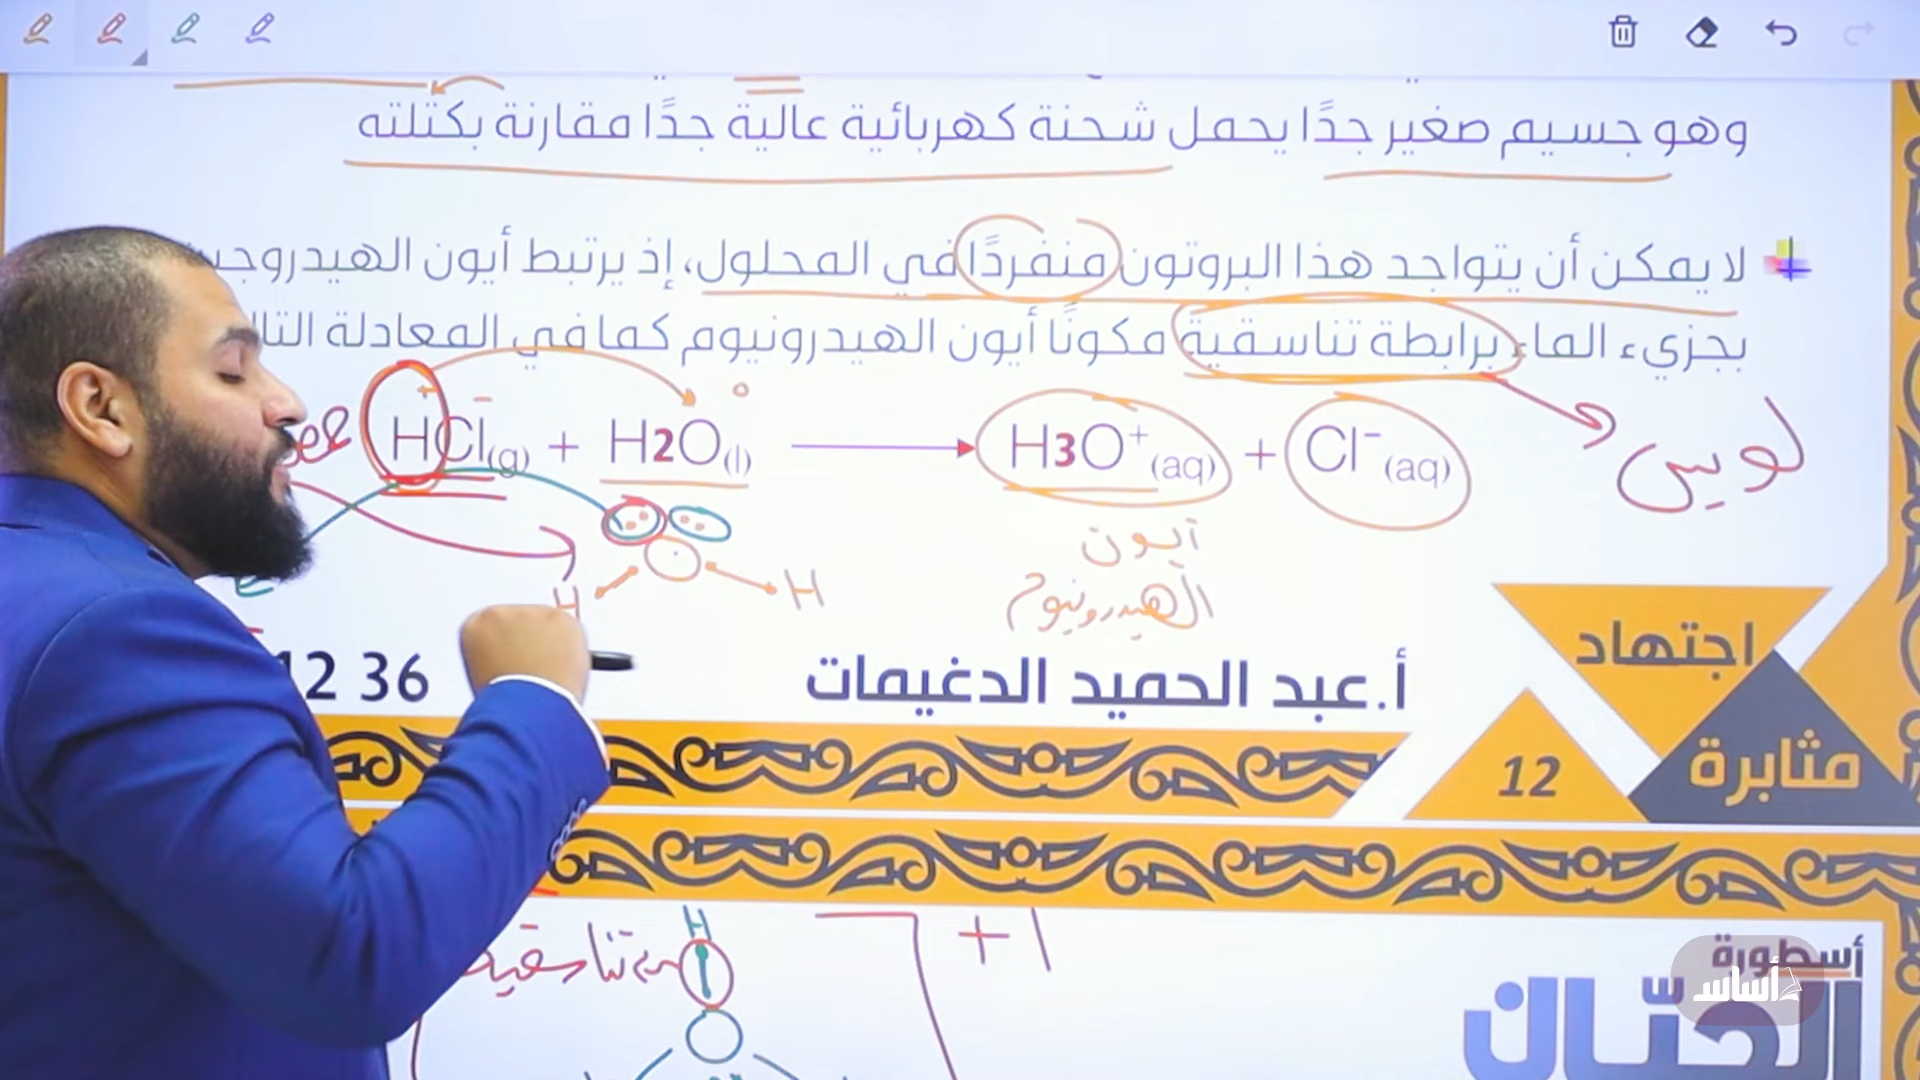 وهو جسيم صغير جدًا يحمل شحنة كهربائية عالية جدًا مقارنة بكتلته
لا يمكن أن يتواجد هذا البروتون منفردًا في المحلول، إذ يرتبط أيون
بجزيء الماء برابطة تناسقية مكونًا أيون الهيدرونيوم كما في المعادلة
HCl(g) + H2O(l) → H3O+(aq) + Cl−(aq)
لويس
أيون
الهيدرونيوم
H H
12 36
أ.عبد الحميد الدغيمات
اجتهاد
مثابرة
12
H
تناسقية
+1
أسطورة
أساس